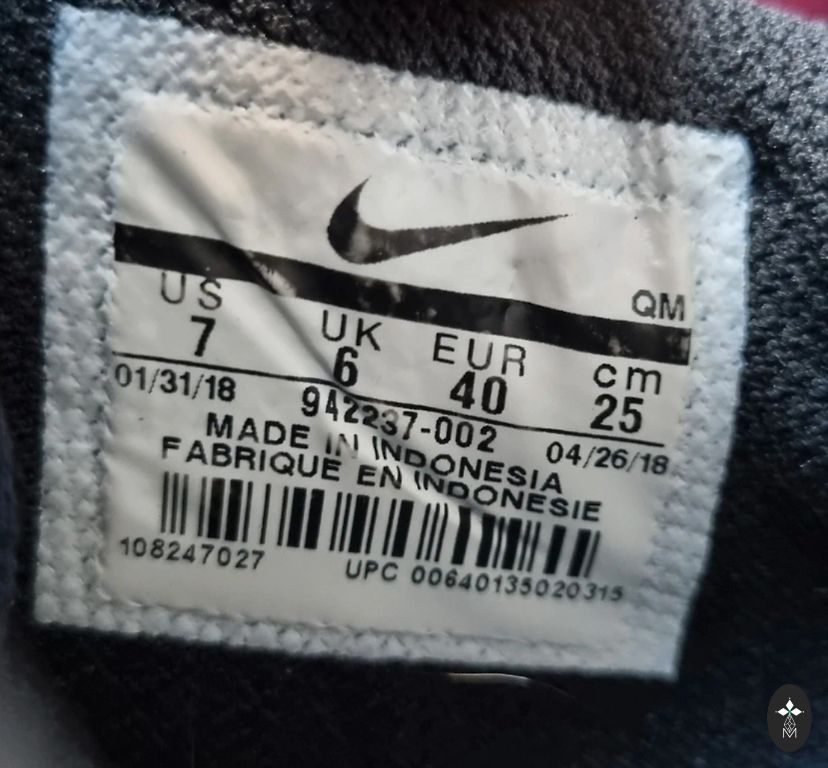 QM
US UK EUR cm
7 6 40 25
01/31/18 942237-002 04/26/18
MADE IN INDONESIA
FABRIQUE EN INDONESIE
108247027 UPC 00640135020315